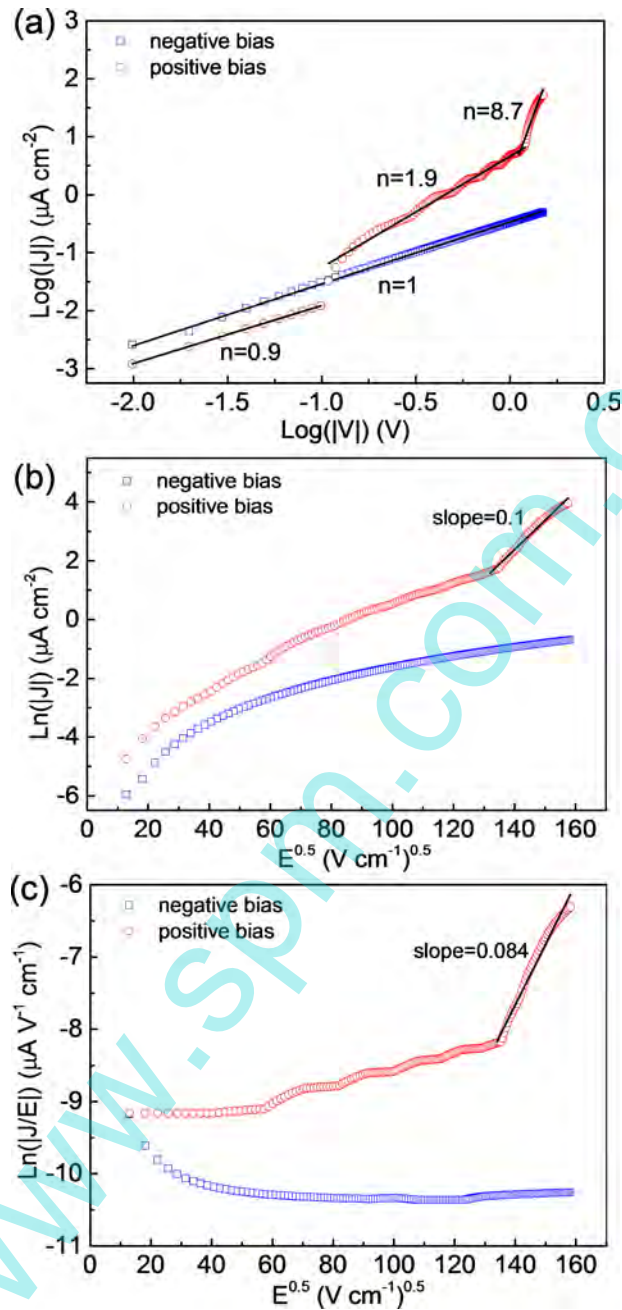 (a)
3
2
1
0
-1
-2
-3
Log(|J|) (μA cm⁻²)
negative bias
positive bias
n=8.7
n=1.9
n=1
n=0.9
-2.0 -1.5 -1.0 -0.5 0.0 0.5
Log(|V|) (V)
(b)
4
2
0
-2
-4
-6
Ln(|J|) (μA cm⁻²)
negative bias
positive bias
slope=0.1
0 20 40 60 80 100 120 140 160
E⁰·⁵ (V cm⁻¹)⁰·⁵
(c)
-6
-7
-8
-9
-10
-11
Ln(|J/E|) (μA V⁻¹ cm⁻¹)
negative bias
positive bias
slope=0.084
0 20 40 60 80 100 120 140 160
E⁰·⁵ (V cm⁻¹)⁰·⁵
www.spm.com.cn